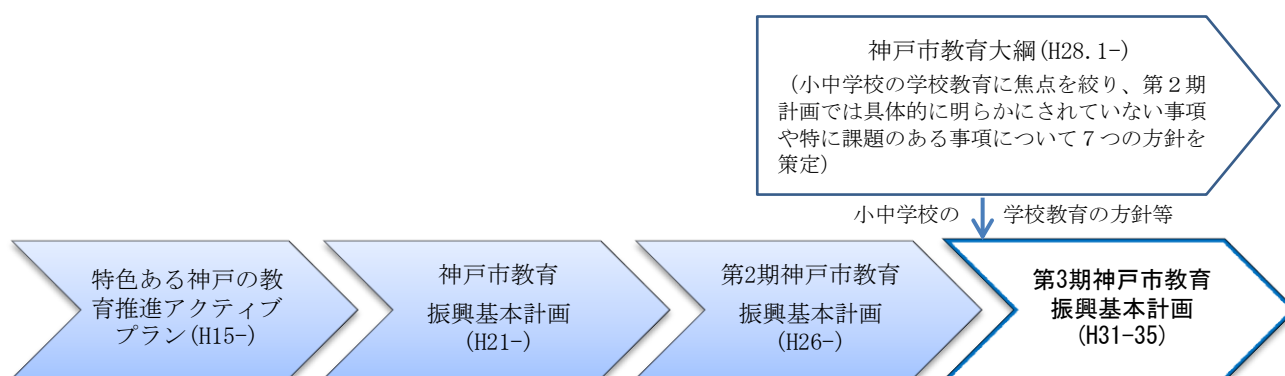 神戸市教育大綱(H28.1-)
(小中学校の学校教育に焦点を絞り、第２期
計画では具体的に明らかにされていない事項
や特に課題のある事項について７つの方針を
策定)
小中学校の 学校教育の方針等
特色ある神戸の教
育推進アクティブ
プラン(H15-)
神戸市教育
振興基本計画
(H21-)
第2期神戸市教育
振興基本計画
(H26-)
第3期神戸市教育
振興基本計画
(H31-35)